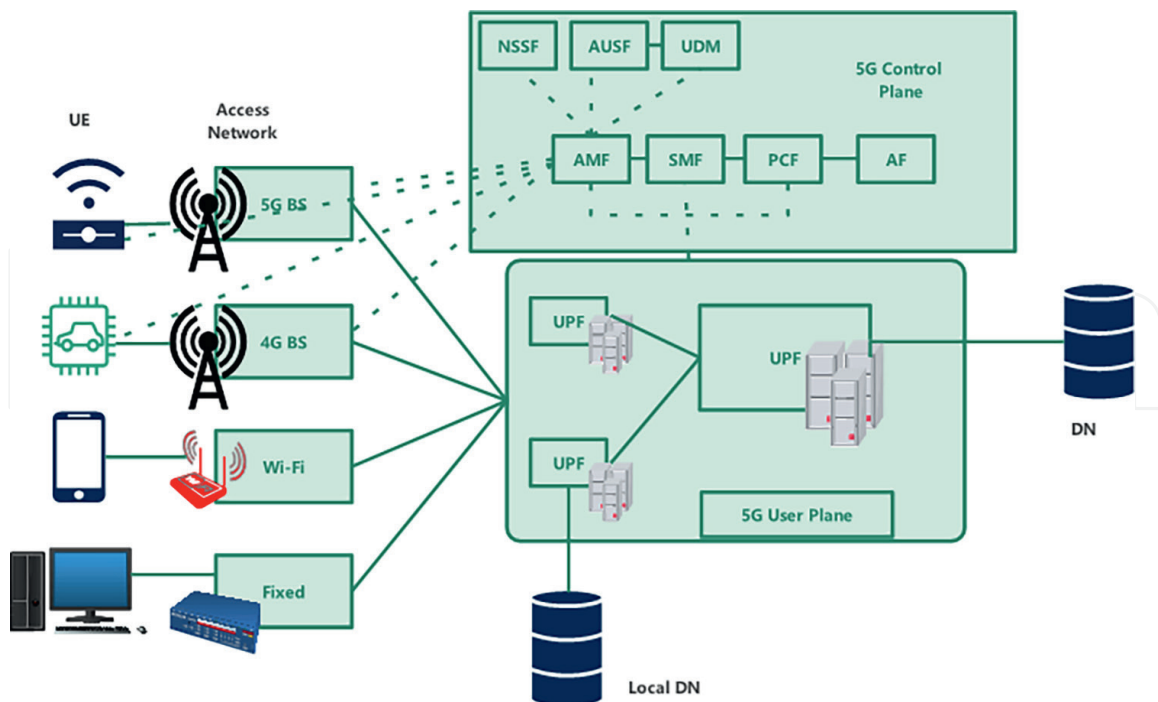 NSSF
AUSF
UDM
5G Control
Plane
UE
Access
Network
AMF
SMF
PCF
AF
5G BS
4G BS
UPF
UPF
DN
Wi-Fi
UPF
5G User Plane
Fixed
Local DN